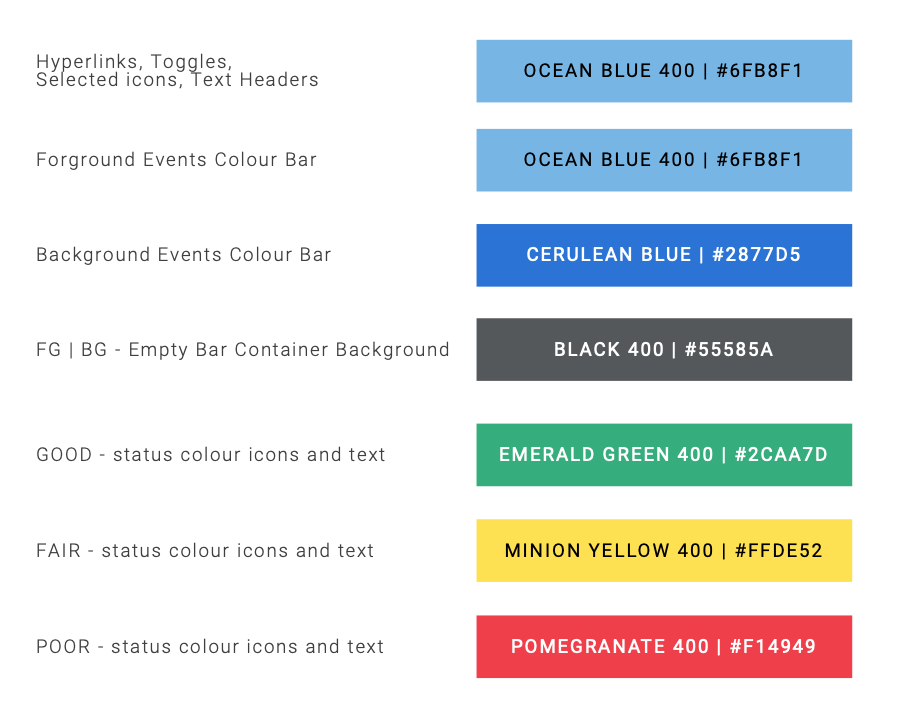 Hyperlinks, Toggles,
Selected icons, Text Headers
OCEAN BLUE 400 | #6FB8F1
Forground Events Colour Bar
OCEAN BLUE 400 | #6FB8F1
Background Events Colour Bar
CERULEAN BLUE | #2877D5
FG | BG - Empty Bar Container Background
BLACK 400 | #55585A
GOOD - status colour icons and text
EMERALD GREEN 400 | #2CAA7D
FAIR - status colour icons and text
MINION YELLOW 400 | #FFDE52
POOR - status colour icons and text
POMEGRANATE 400 | #F14949